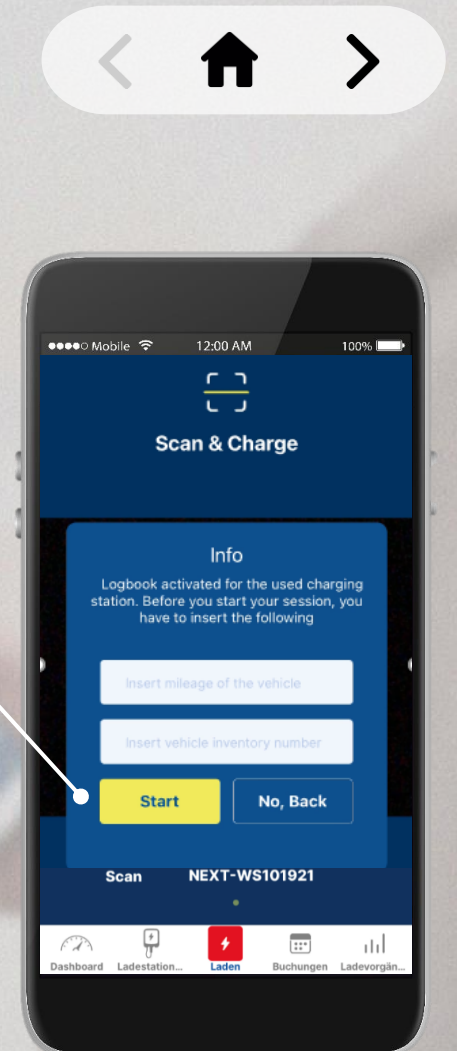 Mobile 12:00 AM 100%
Scan & Charge
Info
Logbook activated for the used charging
station. Before you start your session, you
have to insert the following
Insert mileage of the vehicle
Insert vehicle inventory number
Start No, Back
Scan NEXT-WS101921
Dashboard Ladestation... Laden Buchungen Ladevorgän...